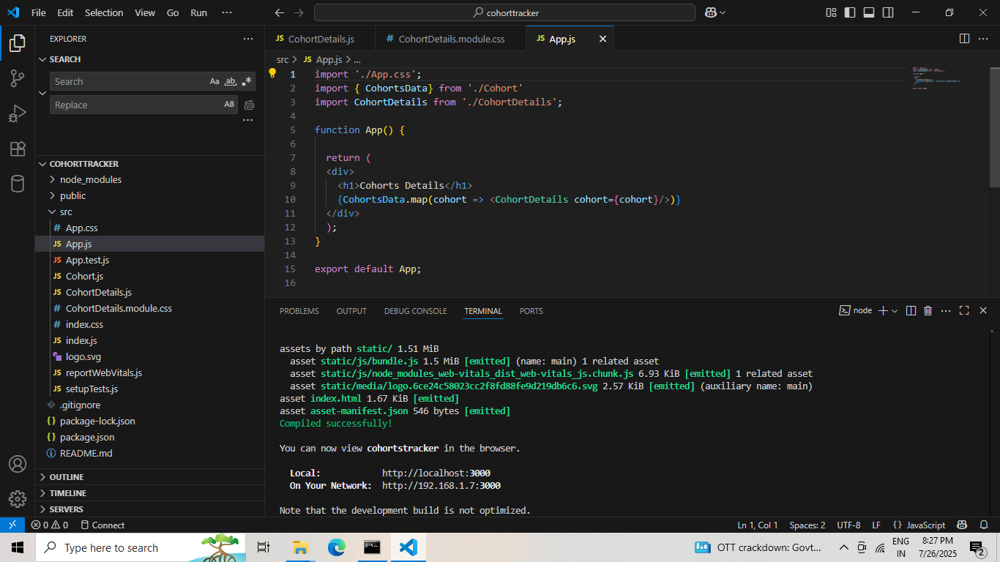 File Edit Selection View Go Run ··· cohorttracker
EXPLORER ···
SEARCH
Search Aa ab .*
Replace AB
···
COHORTTRACKER
node_modules
public
src
# App.css
JS App.js
JS App.test.js
JS Cohort.js
JS CohortDetails.js
# CohortDetails.module.css
# index.css
JS index.js
logo.svg
JS reportWebVitals.js
JS setupTests.js
.gitignore
{} package-lock.json
{} package.json
README.md
OUTLINE
TIMELINE
SERVERS
JS CohortDetails.js # CohortDetails.module.css JS App.js ×
src > JS App.js > ...
1 import './App.css';
2 import { CohortsData} from './Cohort'
3 import CohortDetails from './CohortDetails';
4
5 function App() {
6
7 return (
8 <div>
9 <h1>Cohorts Details</h1>
10 {CohortsData.map(cohort => <CohortDetails cohort={cohort}/>)}
11 </div>
12 );
13 }
14
15 export default App;
16
PROBLEMS OUTPUT DEBUG CONSOLE TERMINAL PORTS node
assets by path static/ 1.51 MiB
asset static/js/bundle.js 1.5 MiB [emitted] (name: main) 1 related asset
asset static/js/node_modules_web-vitals_dist_web-vitals_js.chunk.js 6.93 KiB [emitted] 1 related asset
asset static/media/logo.6ce24c58023cc2f8fd88fe9d219db6c6.svg 2.57 KiB [emitted] (auxiliary name: main)
asset index.html 1.67 KiB [emitted]
asset asset-manifest.json 546 bytes [emitted]
Compiled successfully!
You can now view cohortstracker in the browser.
Local: http://localhost:3000
On Your Network: http://192.168.1.7:3000
Note that the development build is not optimized.
0 0 Connect Ln 1, Col 1 Spaces: 2 UTF-8 LF {} JavaScript
Type here to search OTT crackdown: Govt... ENG IN 8:27 PM 7/26/2025 2